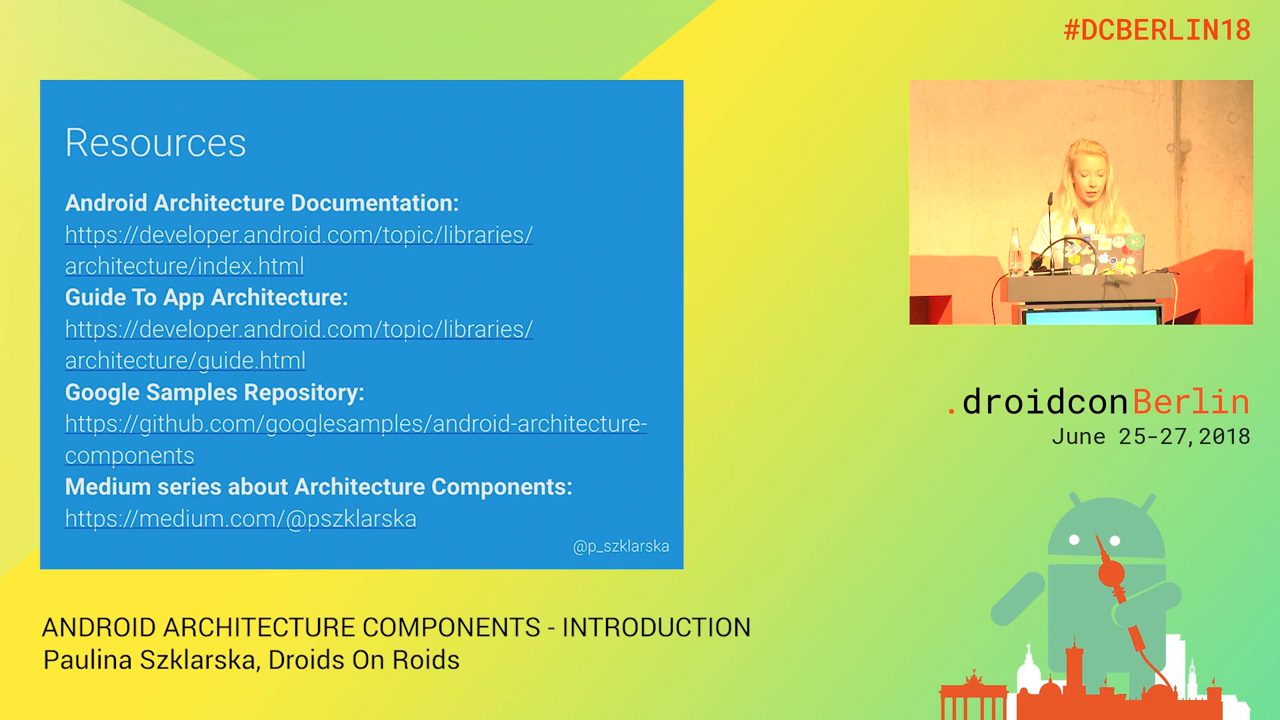 #DCBERLIN18
Resources
Android Architecture Documentation:
https://developer.android.com/topic/libraries/
architecture/index.html
Guide To App Architecture:
https://developer.android.com/topic/libraries/
architecture/guide.html
Google Samples Repository:
https://github.com/googlesamples/android-architecture-
components
Medium series about Architecture Components:
https://medium.com/@pszklarska
@p_szklarska
.droidconBerlin
June 25-27,2018
ANDROID ARCHITECTURE COMPONENTS - INTRODUCTION
Paulina Szklarska, Droids On Roids